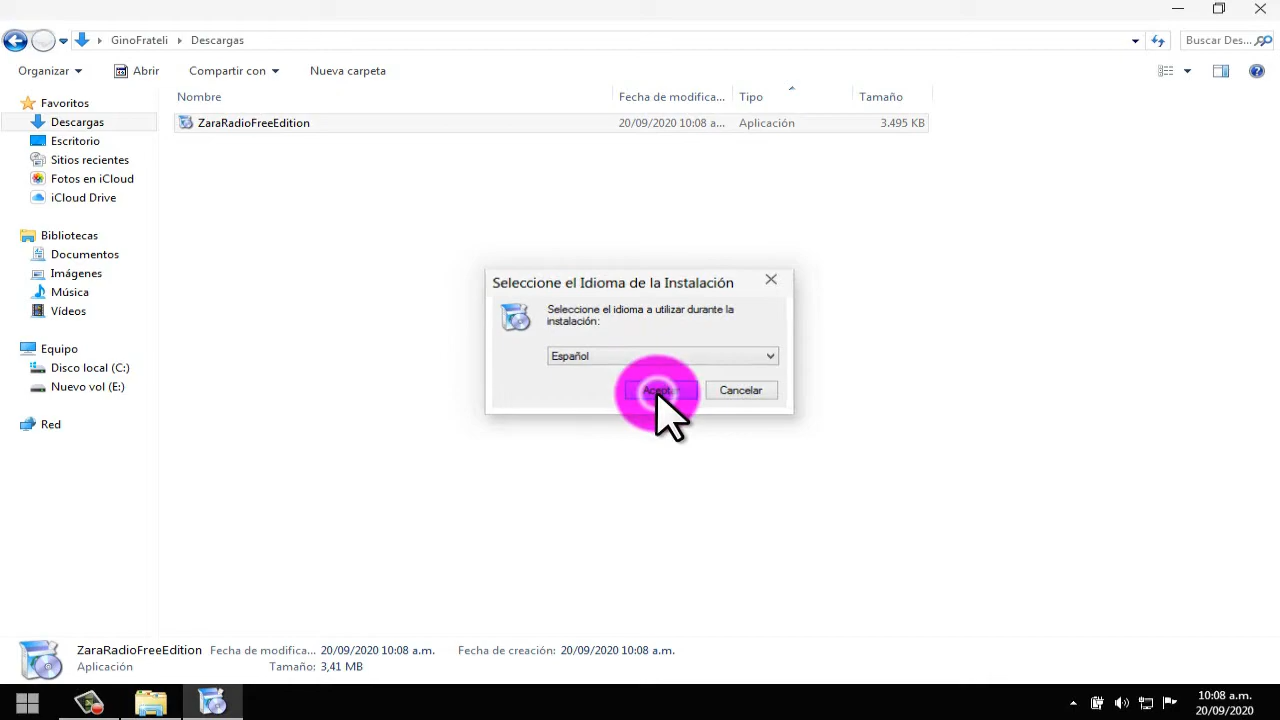 GinoFrateli
Descargas
Buscar Des...
Organizar
Abrir
Compartir con
Nueva carpeta
Nombre
Fecha de modifica...
Tipo
Tamaño
Favoritos
Descargas
Escritorio
Sitios recientes
Fotos en iCloud
iCloud Drive
Bibliotecas
Documentos
Imágenes
Música
Vídeos
Equipo
Disco local (C:)
Nuevo vol (E:)
Red
ZaraRadioFreeEdition
20/09/2020 10:08 a...
Aplicación
3.495 KB
Seleccione el Idioma de la Instalación
Seleccione el idioma a utilizar durante la
instalación:
Español
Aceptar
Cancelar
ZaraRadioFreeEdition
Fecha de modifica... 20/09/2020 10:08 a.m.
Fecha de creación: 20/09/2020 10:08 a.m.
Aplicación
Tamaño: 3,41 MB
10:08 a.m.
20/09/2020